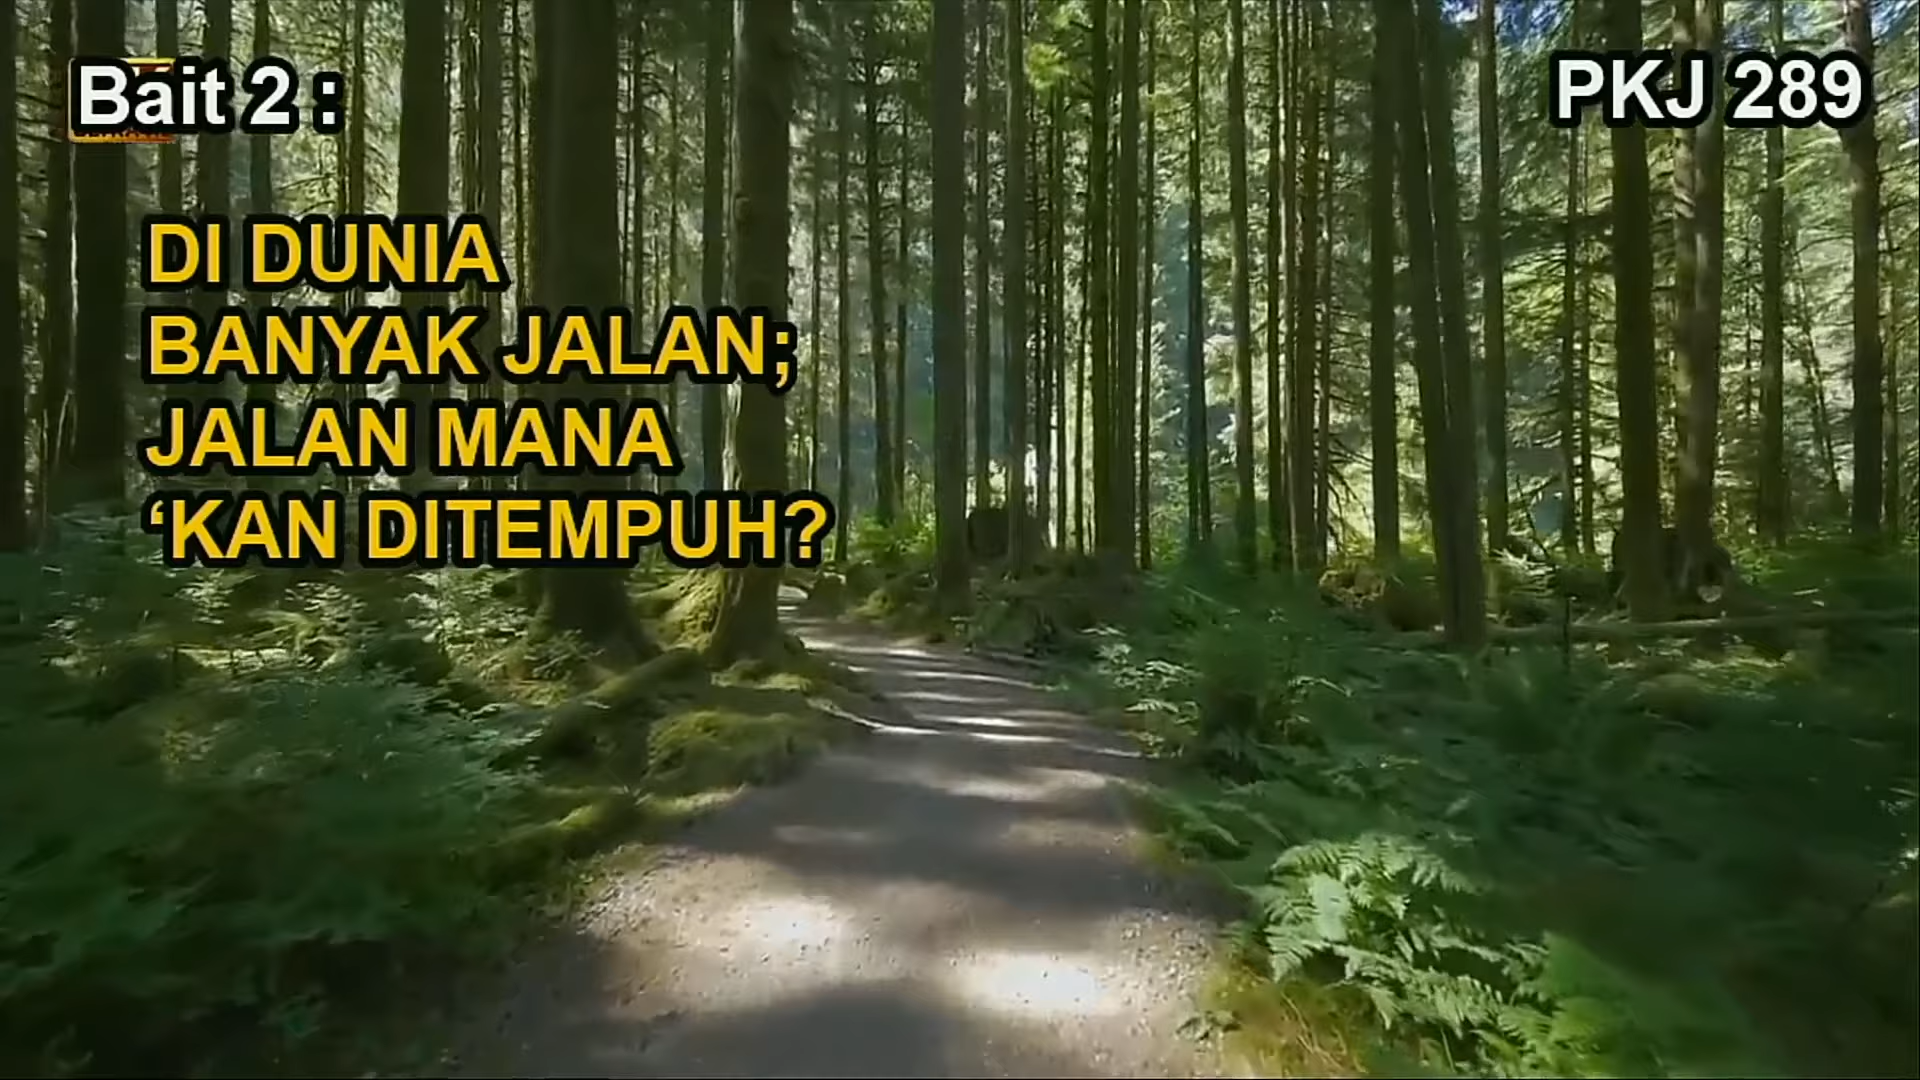 Bait 2 :
PKJ 289
DI DUNIA
BANYAK JALAN;
JALAN MANA
‘KAN DITEMPUH?